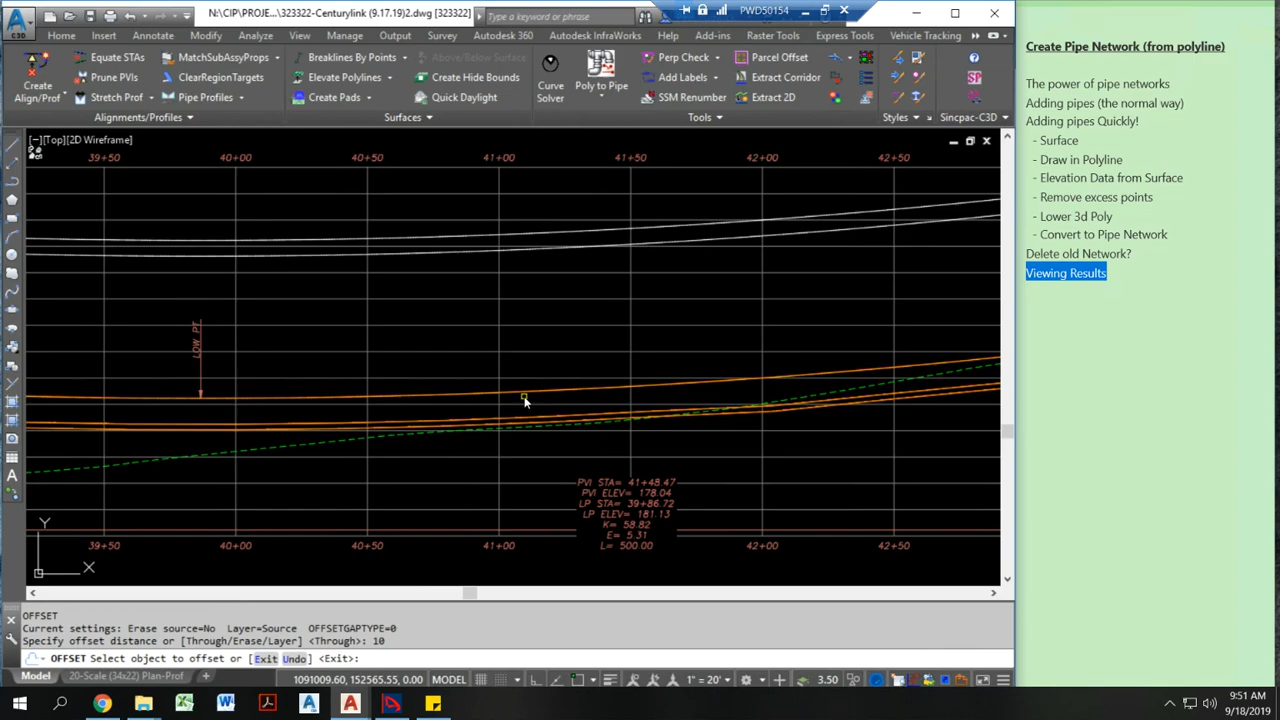 N:\CIP\PROJE...\323322-Centurylink (9.17.19)2.dwg [323322]
Type a keyword or phrase
PWD50154
C3D
Home Insert Annotate Modify Analyze View Manage Output Survey Autodesk 360 Autodesk InfraWorks Help Add-ins Raster Tools Express Tools Vehicle Tracking
Create Align/Prof
Equate STAs
Prune PVIs
Stretch Prof
MatchSubAssyProps
ClearRegionTargets
Pipe Profiles
Breaklines By Points
Elevate Polylines
Create Pads
Above/Below Surface
Create Hide Bounds
Quick Daylight
Curve Solver
Poly to Pipe
Perp Check
Add Labels
SSM Renumber
Parcel Offset
Extract Corridor
Extract 2D
SP
Alignments/Profiles
Surfaces
Tools
Styles
Sincpac-C3D
[−][Top][2D Wireframe]
39+50 40+00 40+50 41+00 41+50 42+00 42+50
LOW PT
PVI STA= 41+48.47
PVI ELEV= 178.04
LP STA= 39+86.72
LP ELEV= 181.13
K= 58.82
E= 5.31
L= 500.00
39+50 40+00 40+50 41+00 42+00 42+50
Y
X
OFFSET
Current settings: Erase source=No Layer=Source OFFSETGAPTYPE=0
Specify offset distance or [Through/Erase/Layer] <Through>: 10
OFFSET Select object to offset or [Exit Undo] <Exit>:
Model 20-Scale (34x22) Plan-Prof +
1091009.60, 152565.55, 0.00 MODEL
1" = 20'
3.50
9:51 AM
9/18/2019
Create Pipe Network (from polyline)
The power of pipe networks
Adding pipes (the normal way)
Adding pipes Quickly!
- Surface
- Draw in Polyline
- Elevation Data from Surface
- Remove excess points
- Lower 3d Poly
- Convert to Pipe Network
Delete old Network?
Viewing Results